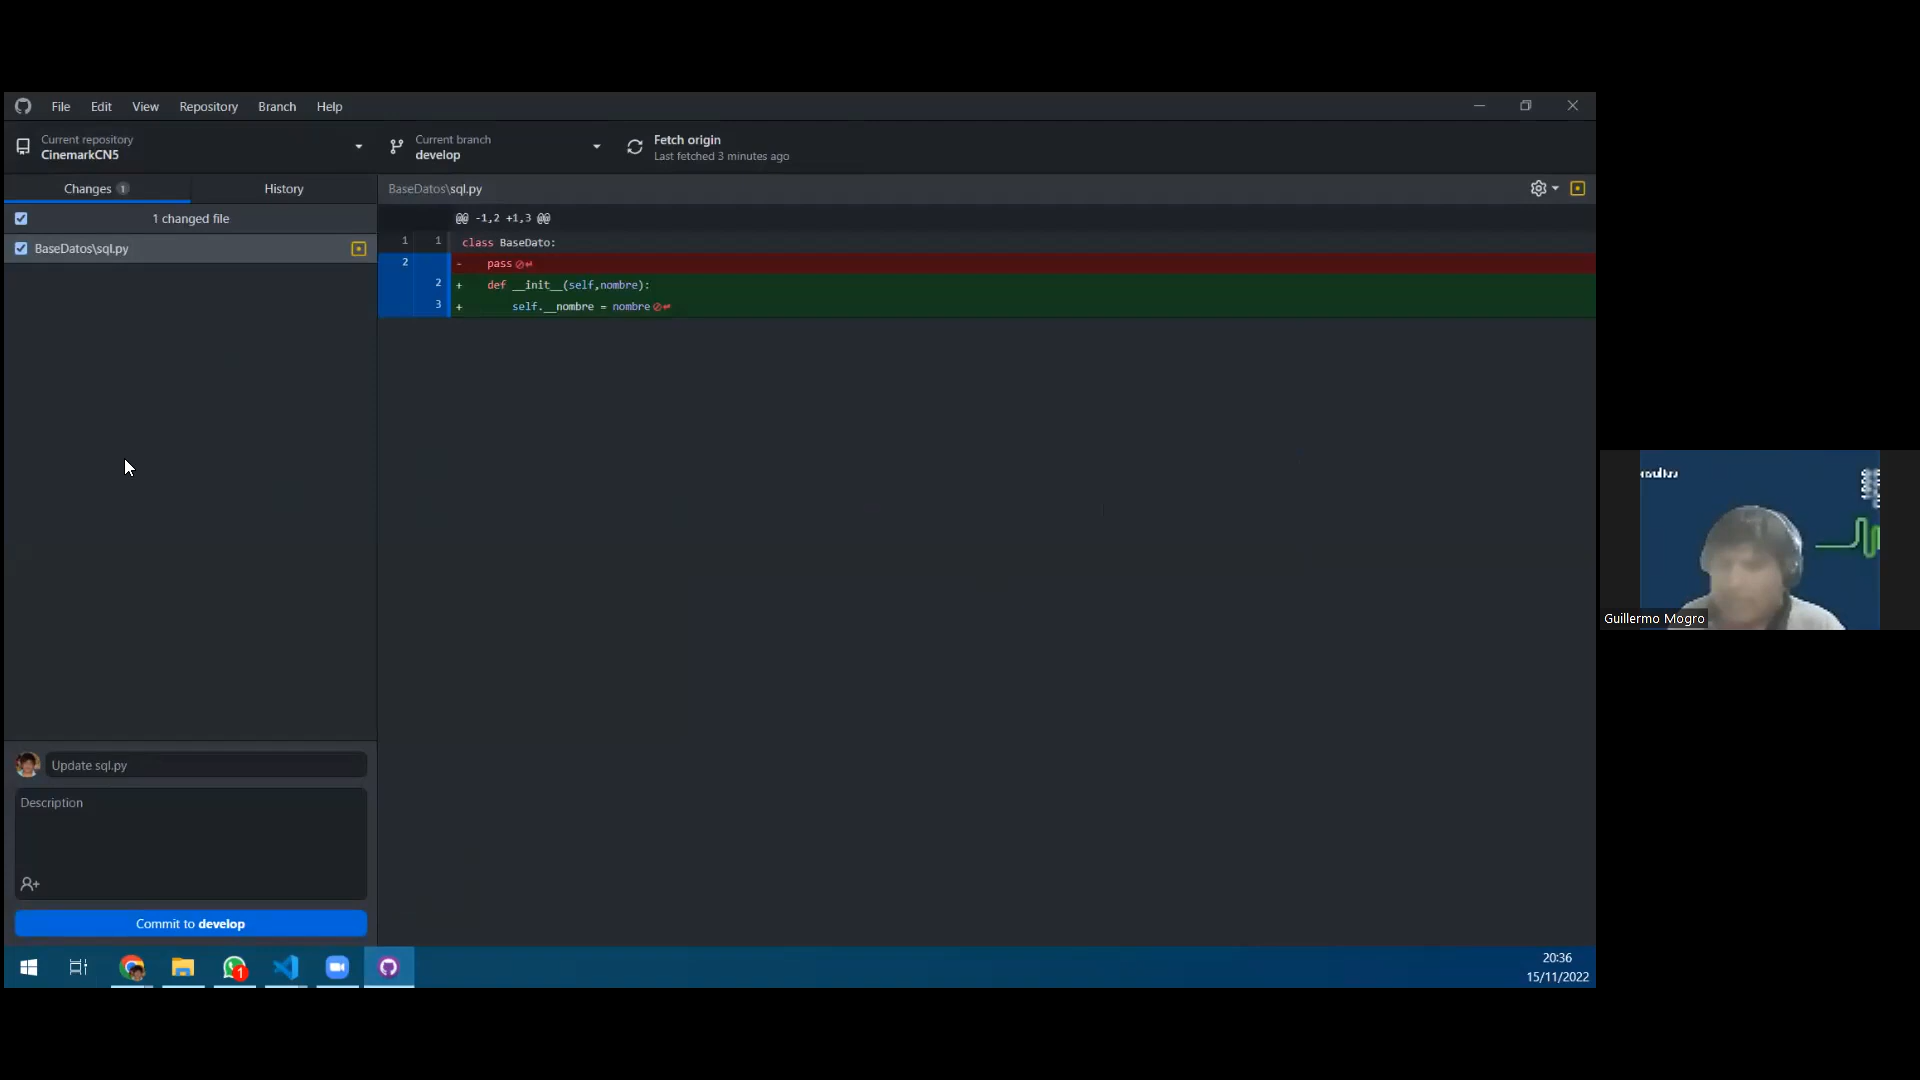 File Edit View Repository Branch Help
Current repository
CinemarkCN5
Current branch
develop
Fetch origin
Last fetched 3 minutes ago
Changes 1
History
BaseDatos\sql.py
1 changed file
BaseDatos\sql.py
@@ -1,2 +1,3 @@
1 1 class BaseDato:
2 - pass
2 + def __init__(self,nombre):
3 + self.__nombre = nombre
Update sql.py
Description
Commit to develop
1
20:36
15/11/2022
Guillermo Mogro